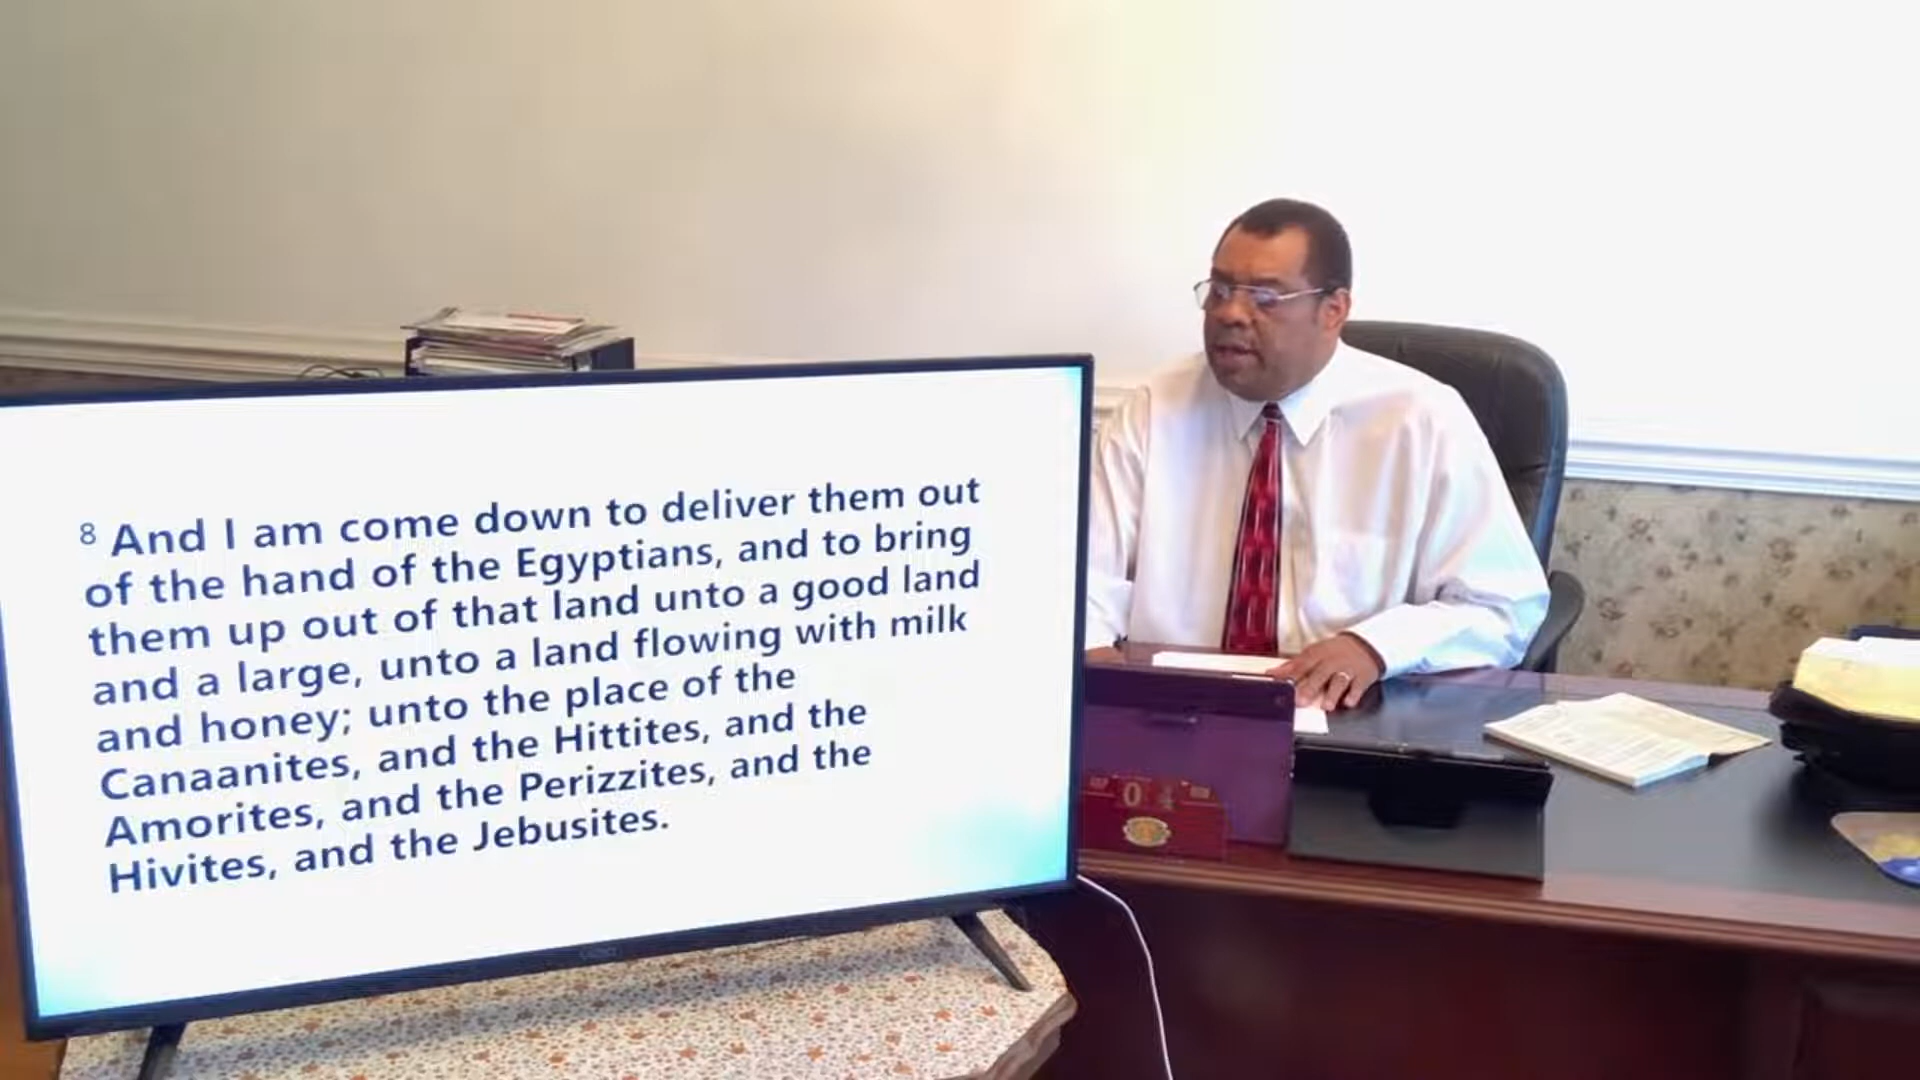 8 And I am come down to deliver them out
of the hand of the Egyptians, and to bring
them up out of that land unto a good land
and a large, unto a land flowing with milk
and honey; unto the place of the
Canaanites, and the Hittites, and the
Amorites, and the Perizzites, and the
Hivites, and the Jebusites.
04